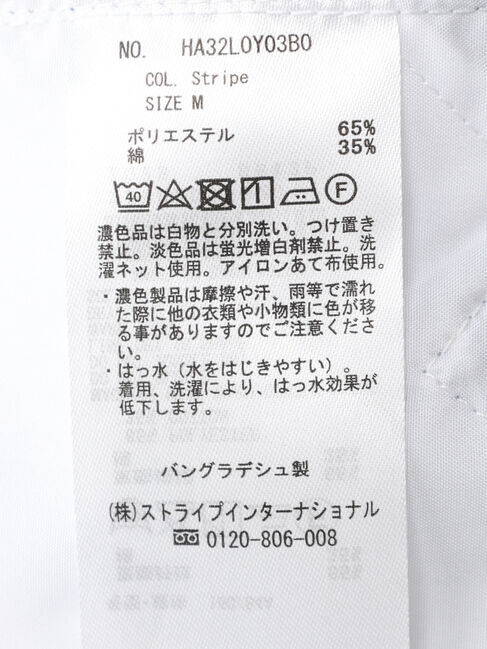 NO. HA32L0Y03B0
COL. Stripe
SIZE M
ポリエステル 65%
綿 35%
40
F
濃色品は白物と分別洗い。つけ置き
禁止。淡色品は蛍光増白剤禁止。洗
濯ネット使用。アイロンあて布使用。
・濃色製品は摩擦や汗、雨等で濡れ
た際に他の衣類や小物類に色が移
る事がありますのでご注意くださ
い。
・はっ水（水をはじきやすい）。
着用、洗濯により、はっ水効果が
低下します。
バングラデシュ製
(株)ストライプインターナショナル
0120-806-008